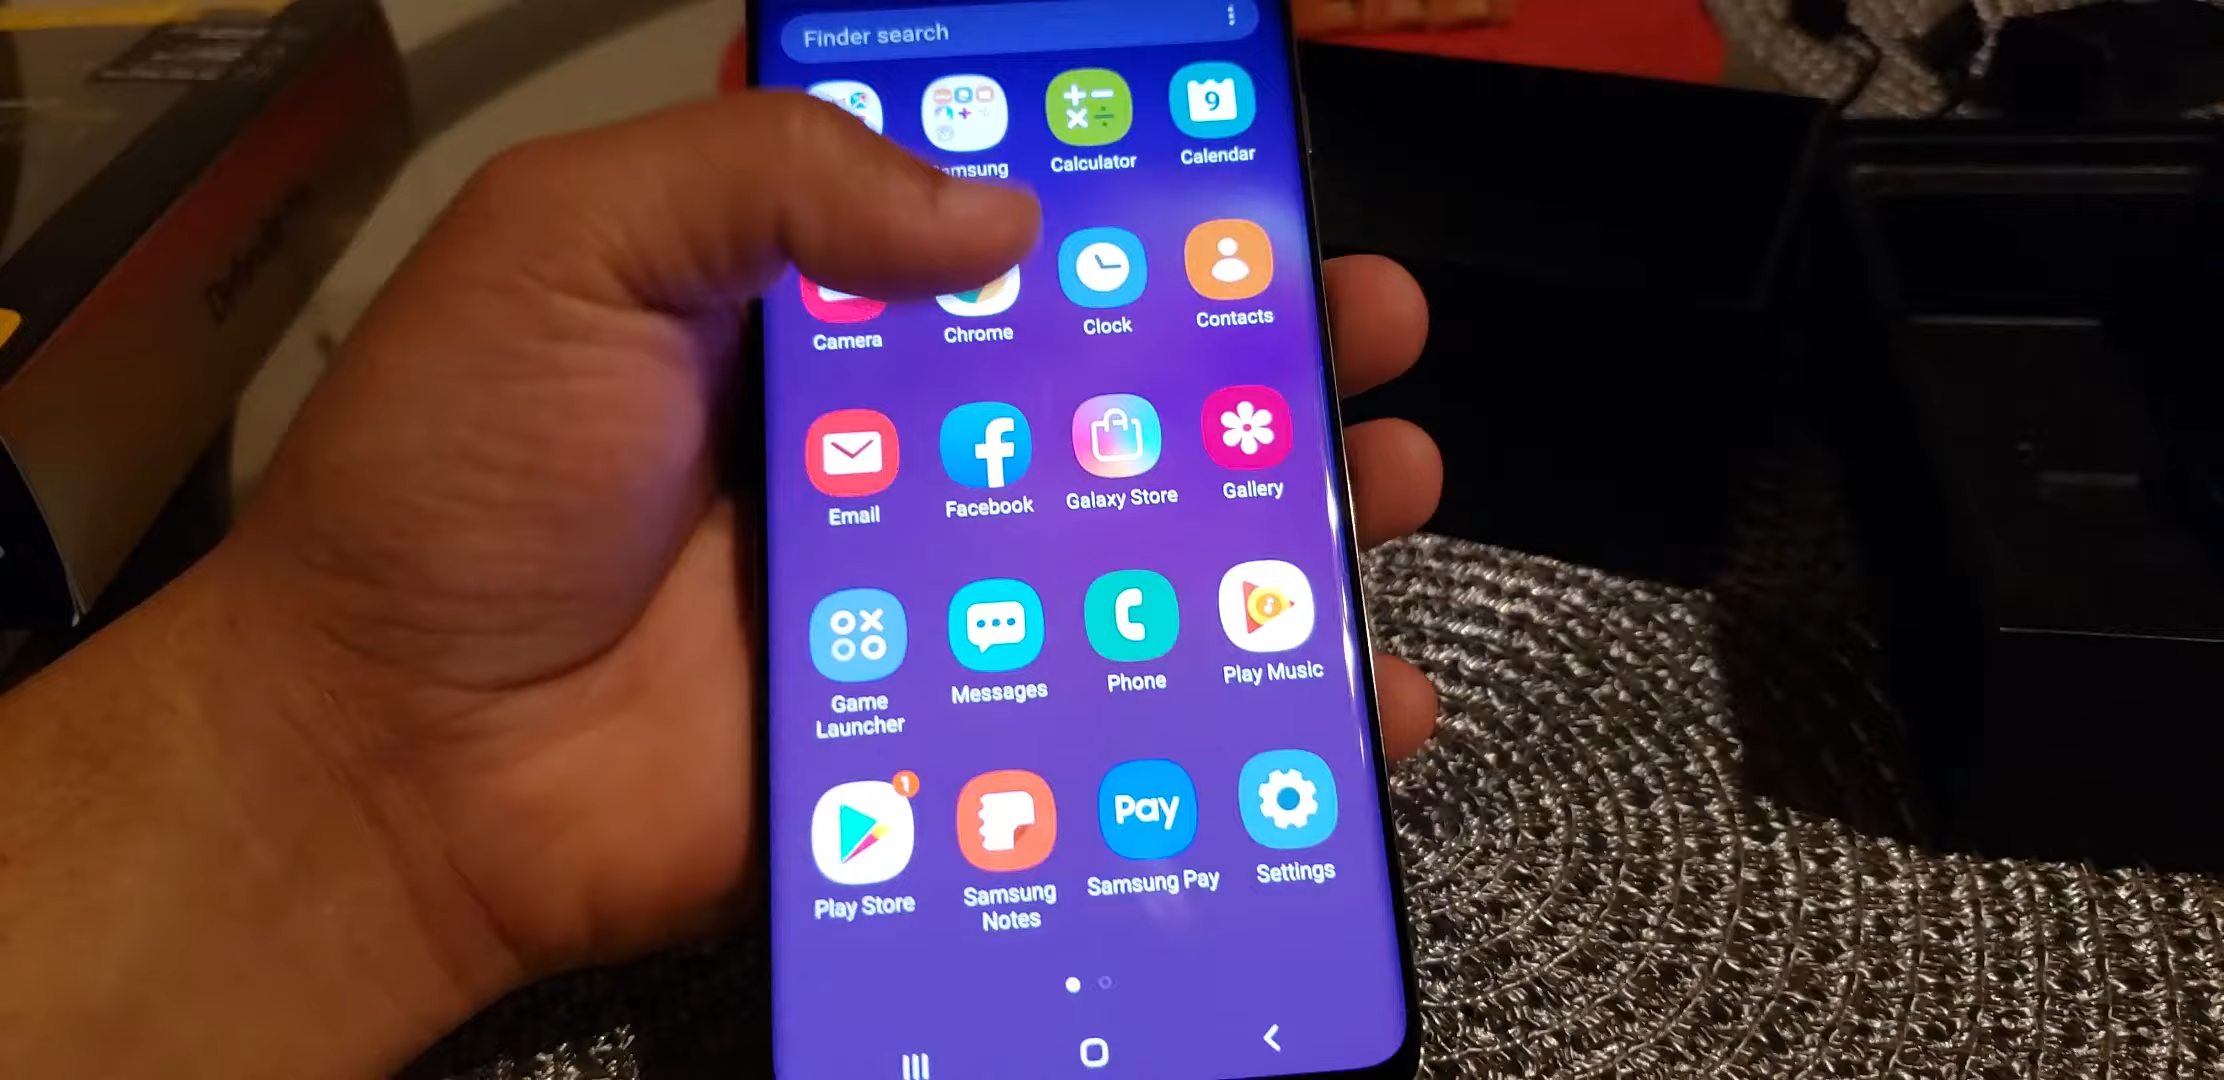 Finder search
Calculator
Calendar
9
Camera
Chrome
Clock
Contacts
Email
Facebook
Galaxy Store
Gallery
Game
Launcher
Messages
Phone
Play Music
1
Pay
Play Store
Samsung
Notes
Samsung Pay
Settings